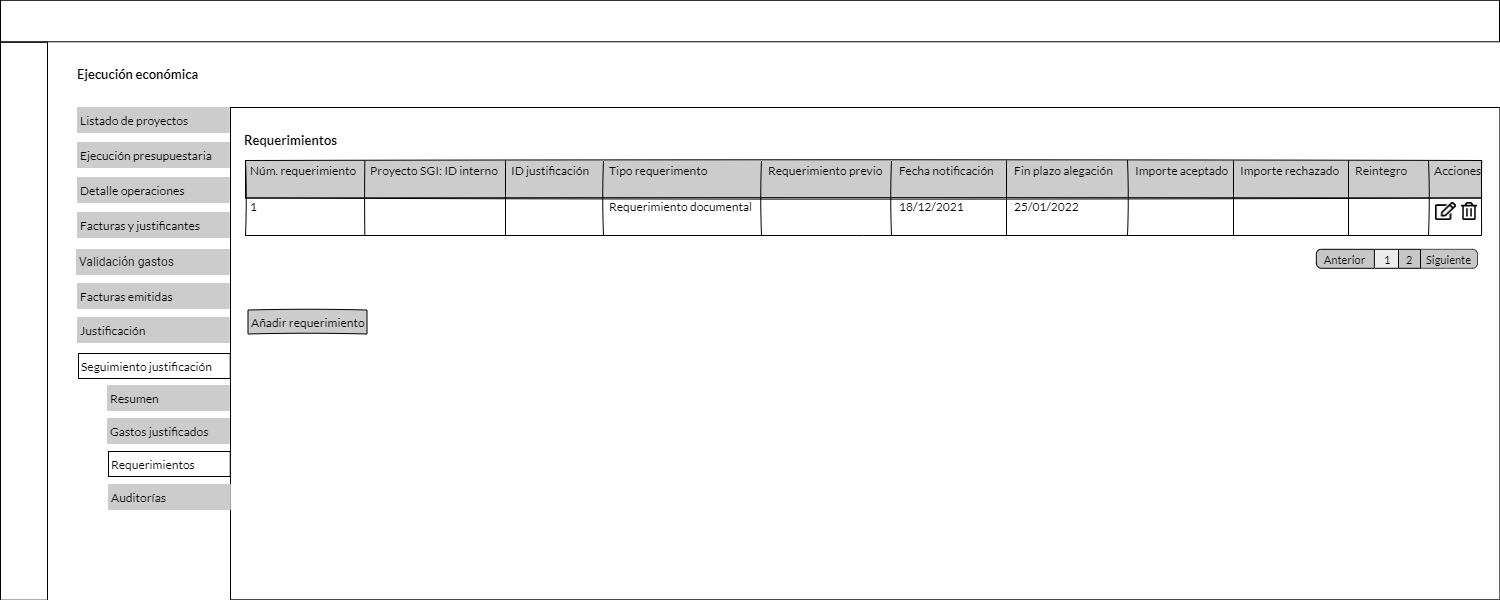 Ejecución económica
Listado de proyectos
Ejecución presupuestaria
Detalle operaciones
Facturas y justificantes
Validación gastos
Facturas emitidas
Justificación
Seguimiento justificación
Resumen
Gastos justificados
Requerimientos
Auditorías
Requerimientos
Núm. requerimiento Proyecto SGI: ID interno ID justificación Tipo requerimento Requerimiento previo Fecha notificación Fin plazo alegación Importe aceptado Importe rechazado Reintegro Acciones
1 Requerimiento documental 18/12/2021 25/01/2022
Anterior 1 2 Siguiente
Añadir requerimiento